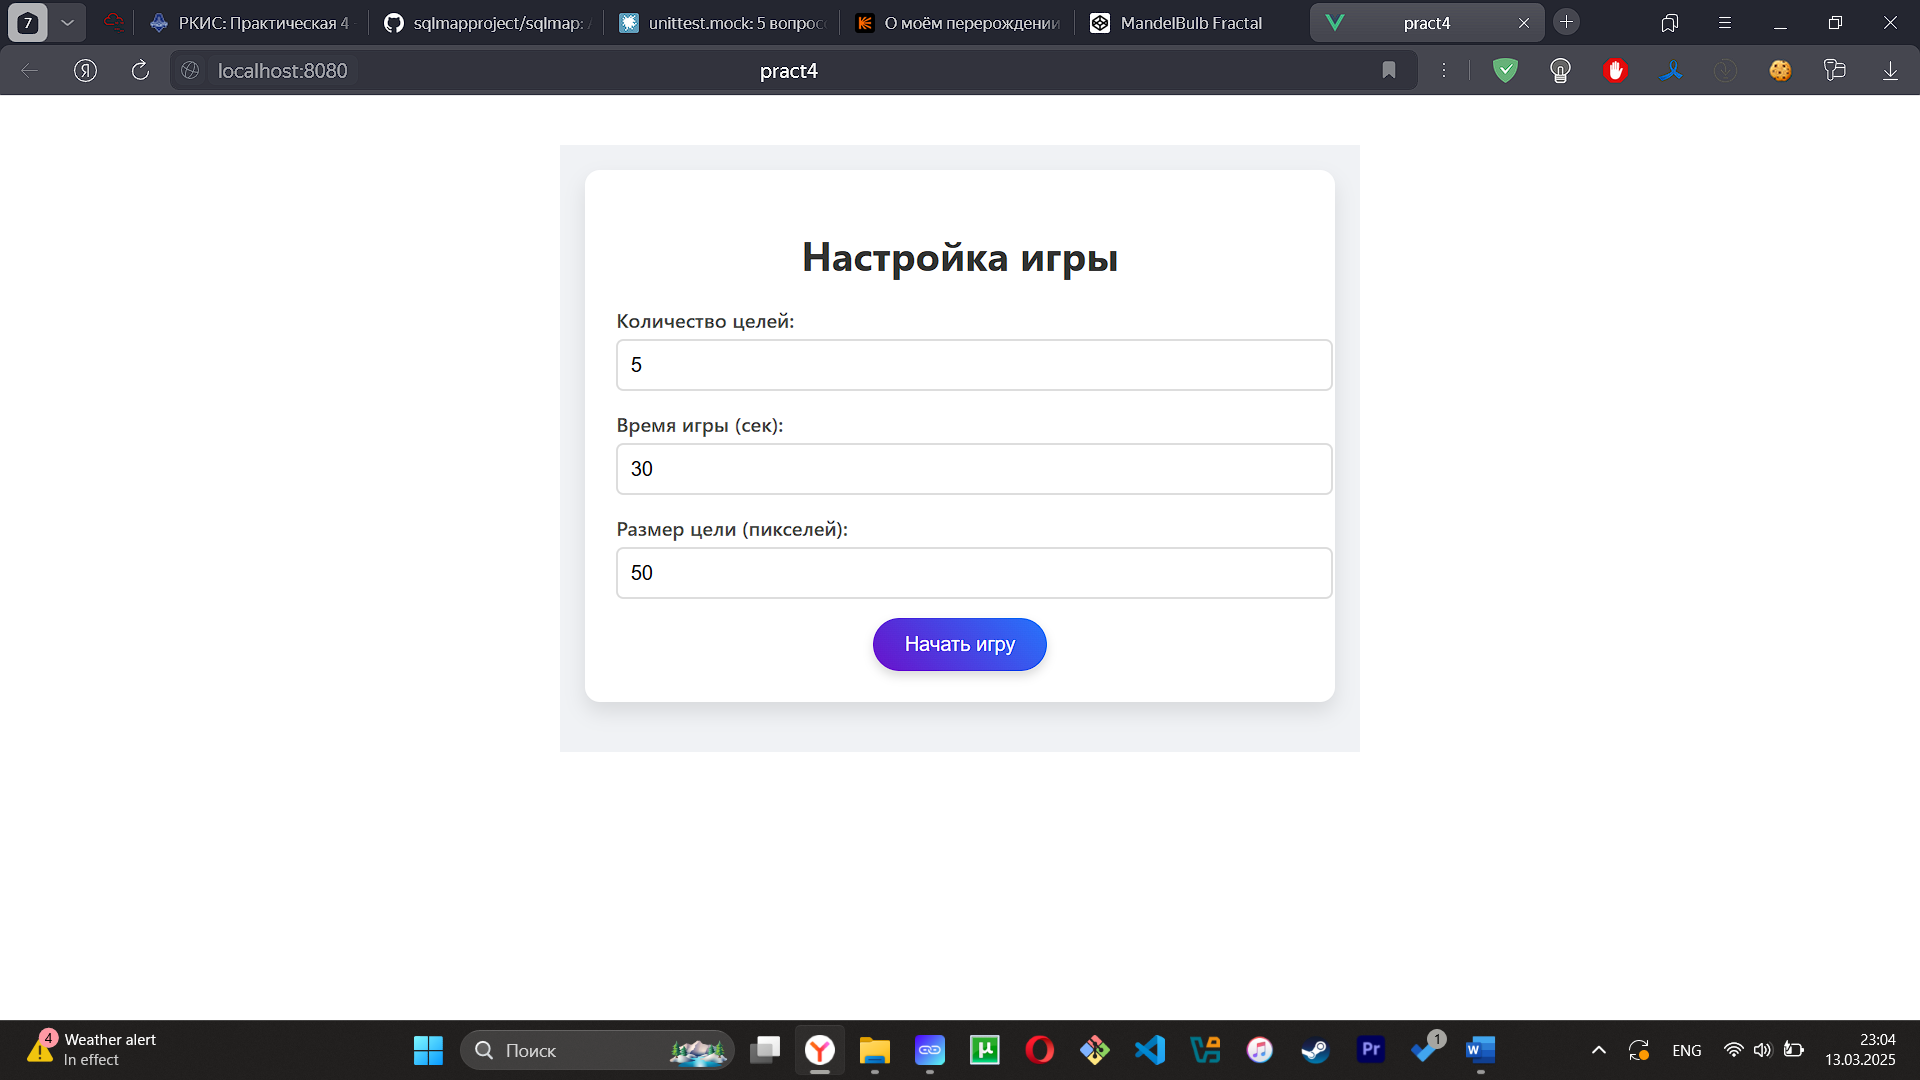 7
РКИС: Практическая 4
sqlmapproject/sqlmap:
unittest.mock: 5 вопрос
О моём перерождении
MandelBulb Fractal
pract4
localhost:8080
pract4
Настройка игры
Количество целей:
5
Время игры (сек):
30
Размер цели (пикселей):
50
Начать игру
4
Weather alert
In effect
Поиск
Pr
1
ENG
23:04
13.03.2025